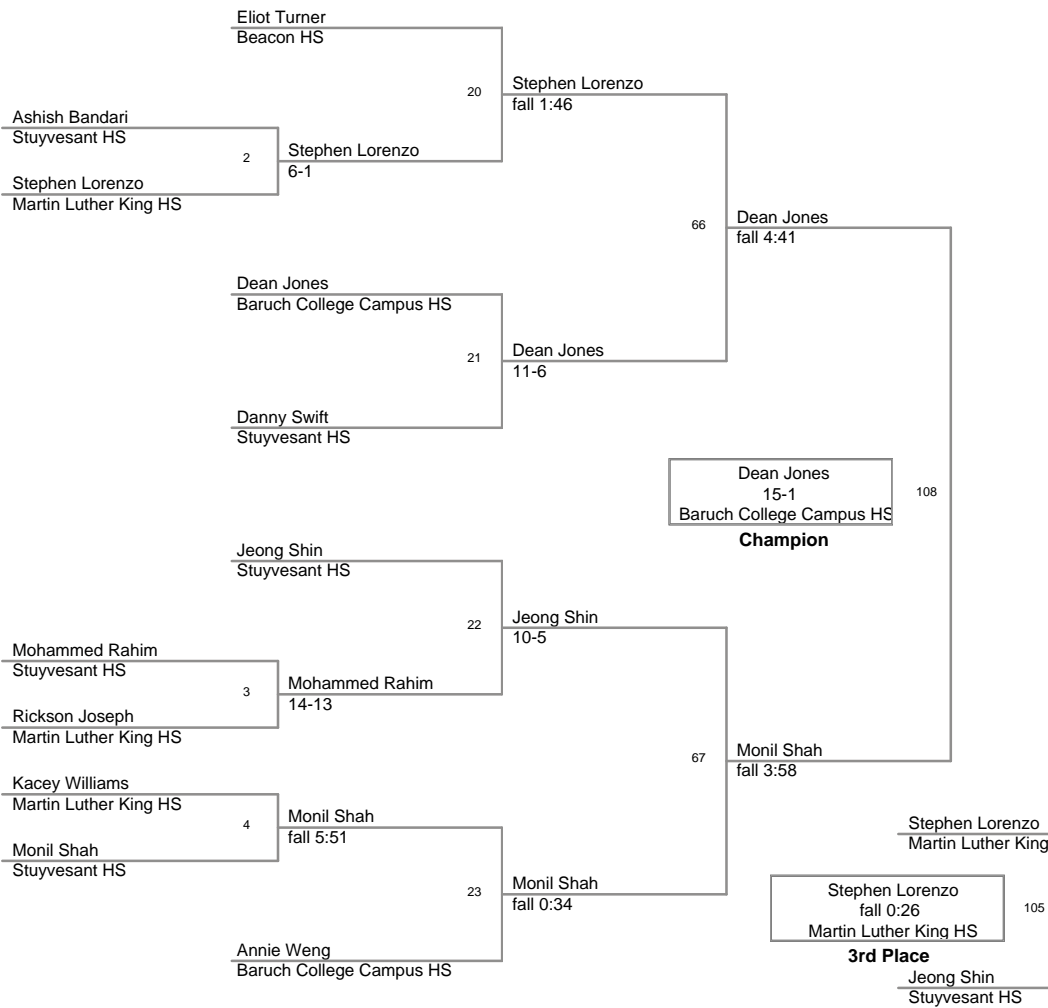 Eliot Turner
Beacon HS
20
Stephen Lorenzo
fall 1:46
Ashish Bandari
Stuyvesant HS
2
Stephen Lorenzo
6-1
Stephen Lorenzo
Martin Luther King HS
66
Dean Jones
fall 4:41
Dean Jones
Baruch College Campus HS
21
Dean Jones
11-6
Danny Swift
Stuyvesant HS
Dean Jones
15-1
Baruch College Campus HS
Champion
108
Jeong Shin
Stuyvesant HS
22
Jeong Shin
10-5
Mohammed Rahim
Stuyvesant HS
3
Mohammed Rahim
14-13
Rickson Joseph
Martin Luther King HS
67
Monil Shah
fall 3:58
Kacey Williams
Martin Luther King HS
4
Monil Shah
fall 5:51
Monil Shah
Stuyvesant HS
23
Monil Shah
fall 0:34
Annie Weng
Baruch College Campus HS
Stephen Lorenzo
Martin Luther King
Stephen Lorenzo
fall 0:26
Martin Luther King HS
3rd Place
105
Jeong Shin
Stuyvesant HS